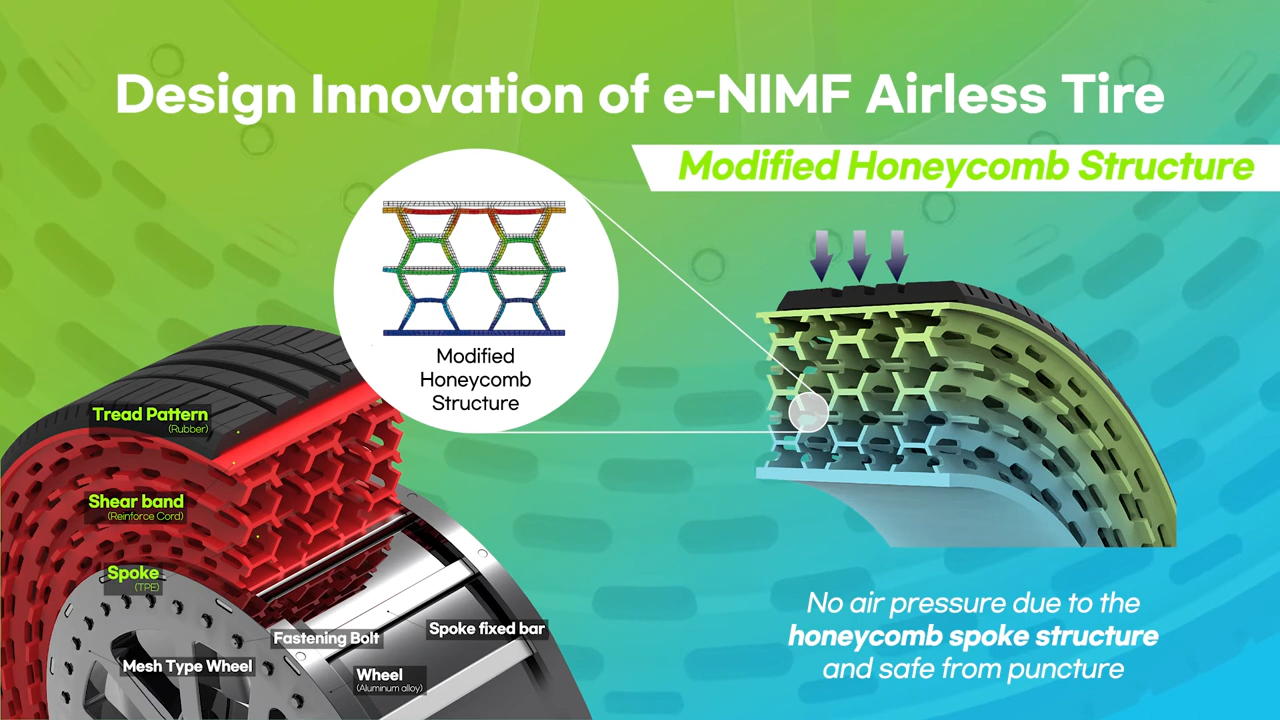 Design Innovation of e-NIMF Airless Tire
Modified Honeycomb Structure
Modified
Honeycomb
Structure
Tread Pattern
(Rubber)
Shear band
(Reinforce Cord)
Spoke
(TPE)
Fastening Bolt
Spoke fixed bar
Mesh Type Wheel
Wheel
(Aluminum alloy)
No air pressure due to the
honeycomb spoke structure
and safe from puncture